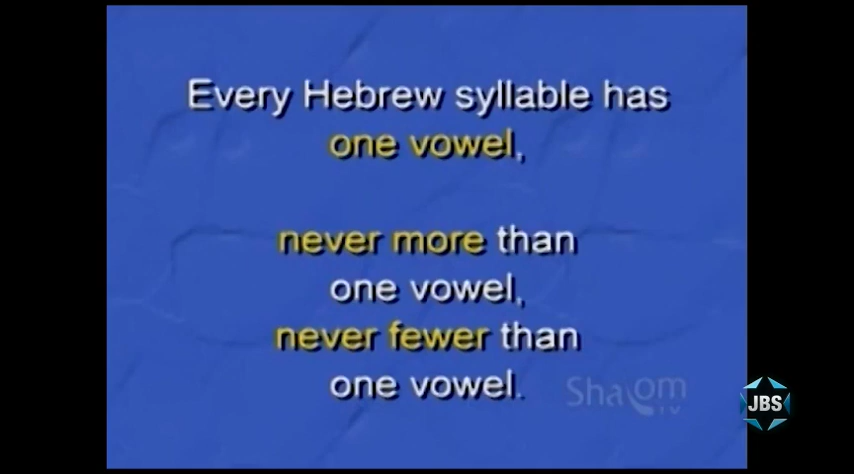 Every Hebrew syllable has
one vowel,
never more than
one vowel,
never fewer than
one vowel.
Shalom
TV
JBS